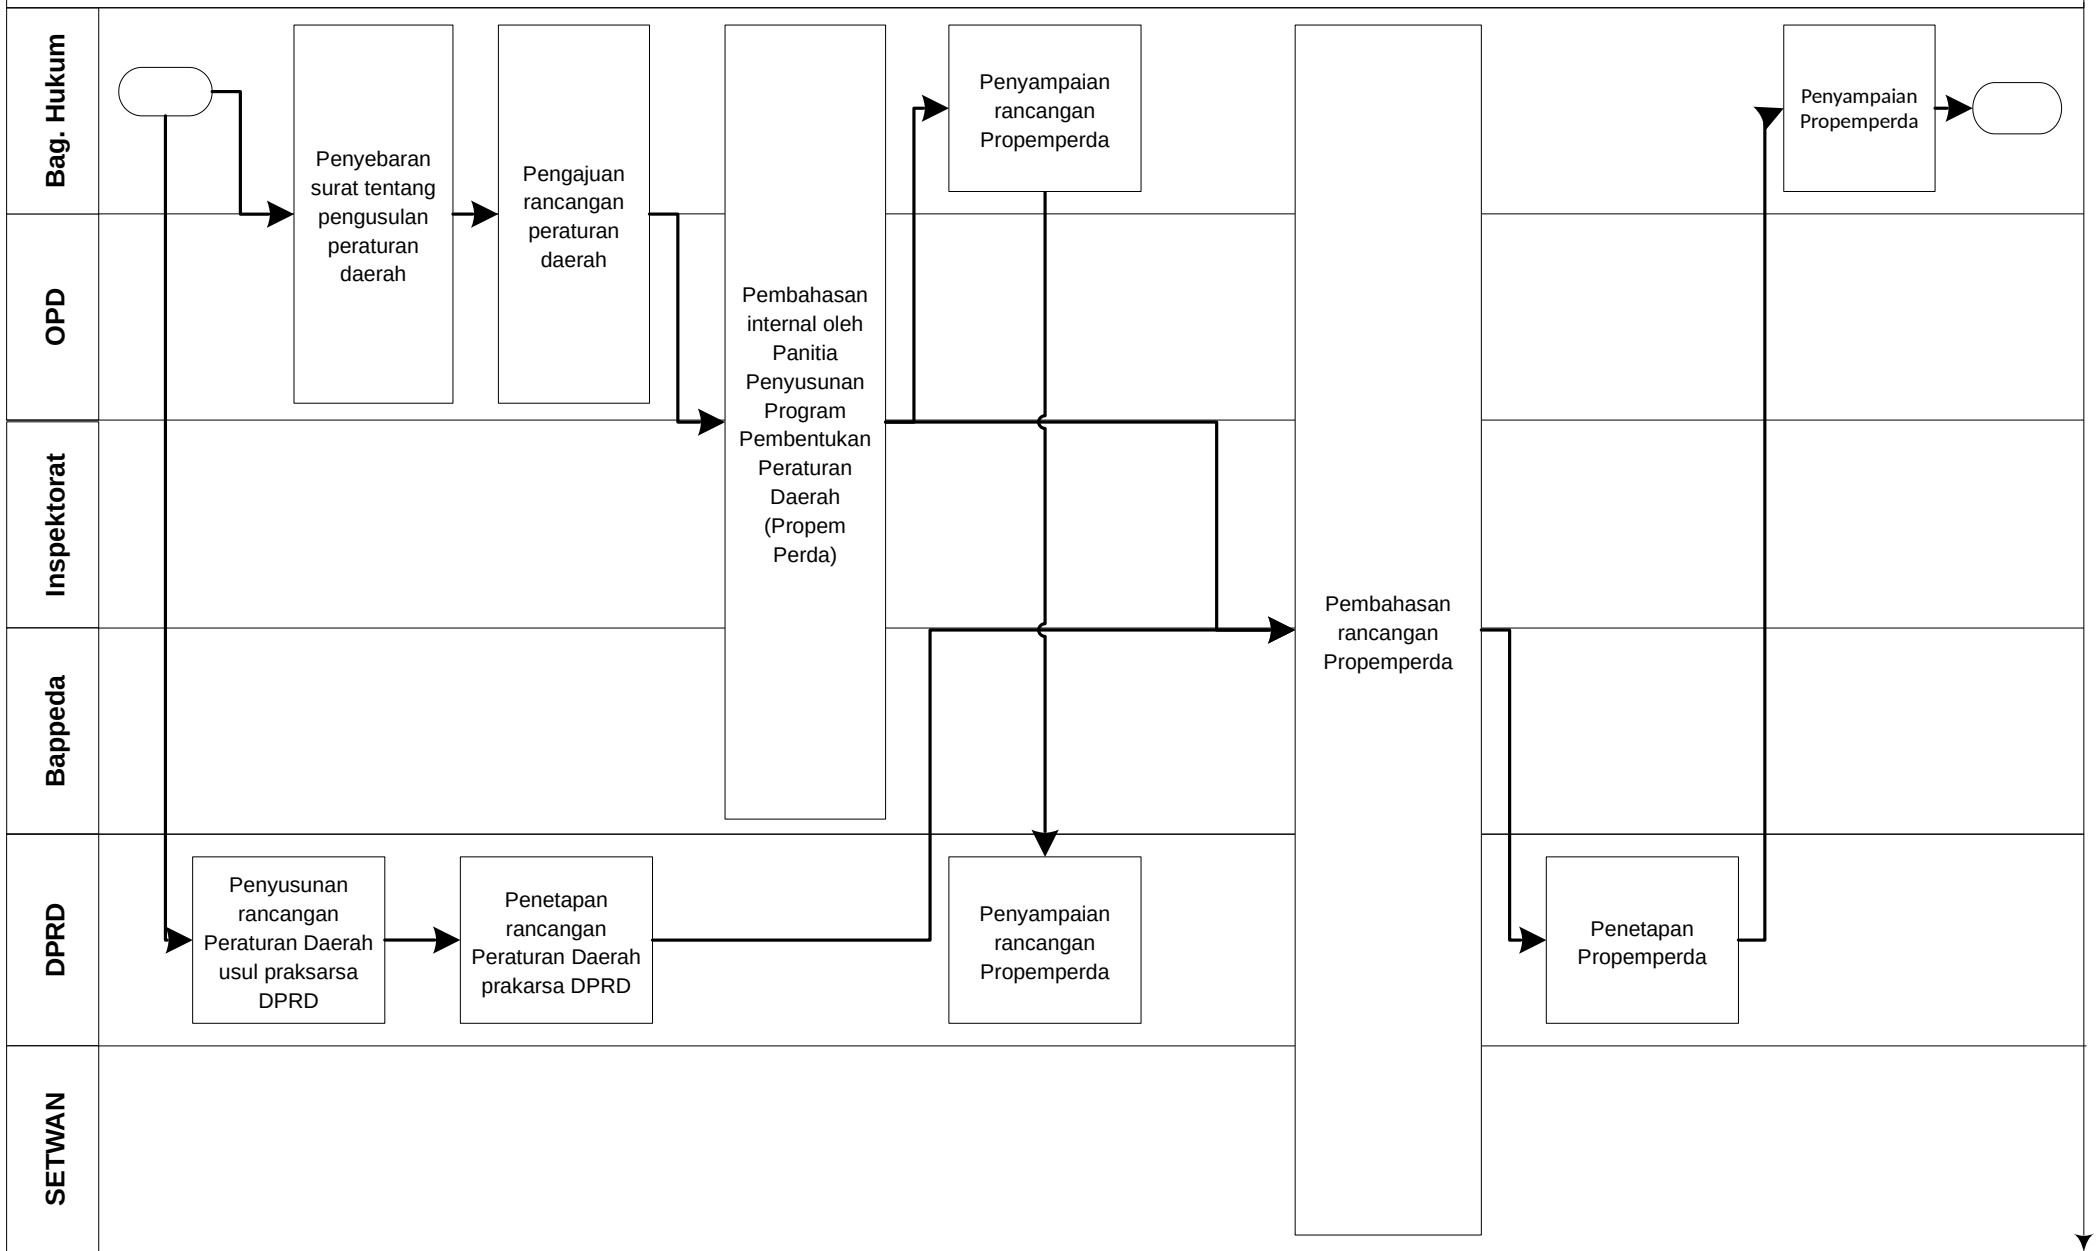 Bag. Hukum
Penyebaran
surat tentang
pengusulan
peraturan
daerah
Pengajuan
rancangan
peraturan
daerah
Pembahasan
internal oleh
Panitia
Penyusunan
Program
Pembentukan
Peraturan
Daerah
(Propem
Perda)
Penyampaian
rancangan
Propemperda
Penyampaian
Propemperda
OPD
Inspektorat
Pembahasan
rancangan
Propemperda
Bappeda
DPRD
Penyusunan
rancangan
Peraturan Daerah
usul praksarsa
DPRD
Penetapan
rancangan
Peraturan Daerah
prakarsa DPRD
Penyampaian
rancangan
Propemperda
Penetapan
Propemperda
SETWAN